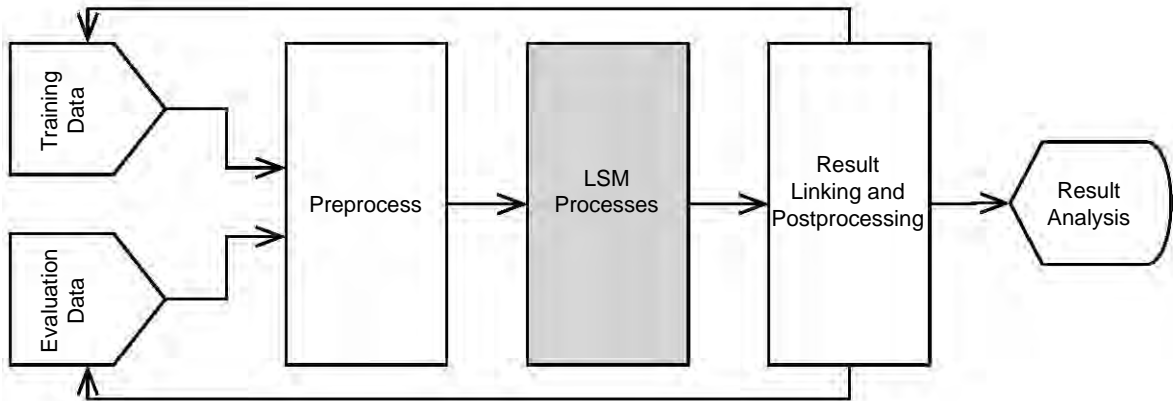 Training
Data
Evaluation
Data
Preprocess
LSM
Processes
Result
Linking and
Postprocessing
Result
Analysis